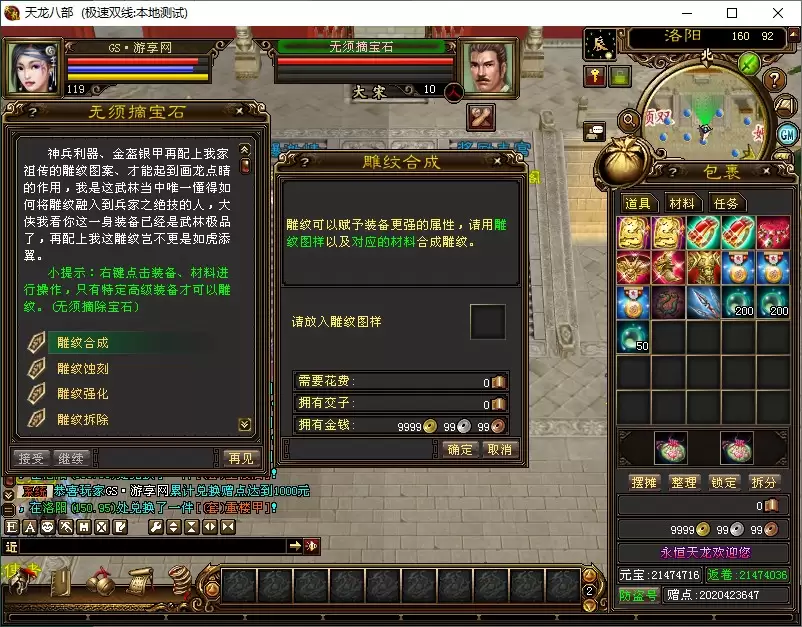 天龙八部 (极速双线:本地测试)
GS·游享网
119
无须摘宝石
大宋
10
辰
洛阳
160 92
北
GM
无须摘宝石
神兵利器、金盔银甲再配上我家
祖传的雕纹图案、才能起到画龙点睛
的作用，我是这武林当中唯一懂得如
何将雕纹融入到兵家之绝技的人，大
侠我看你这一身装备已经是武林极品
了，再配上我这雕纹岂不更是如虎添
翼。
小提示：右键点击装备、材料进
行操作，只有特定高级装备才可以雕
纹。(无须摘除宝石)
雕纹合成
雕纹蚀刻
雕纹强化
雕纹拆除
接受
继续
再见
雕纹合成
雕纹可以赋予装备更强的属性，请用雕
纹图样以及对应的材料合成雕纹。
请放入雕纹图样
需要花费:
0
拥有交子:
0
拥有金钱:
9999 99 99
确定
取消
包裹
道具
材料
任务
200
200
50
摆摊
整理
锁定
拆分
0
9999 99 99
永恒天龙欢迎您
元宝:21474716
返卷:21474036
防盗号
赠点:2020423647
系统 恭喜玩家GS·游享网累计兑换赠点达到1000元
，在洛阳(150.95)处兑换了一件[(套)重楼甲]!
近
2